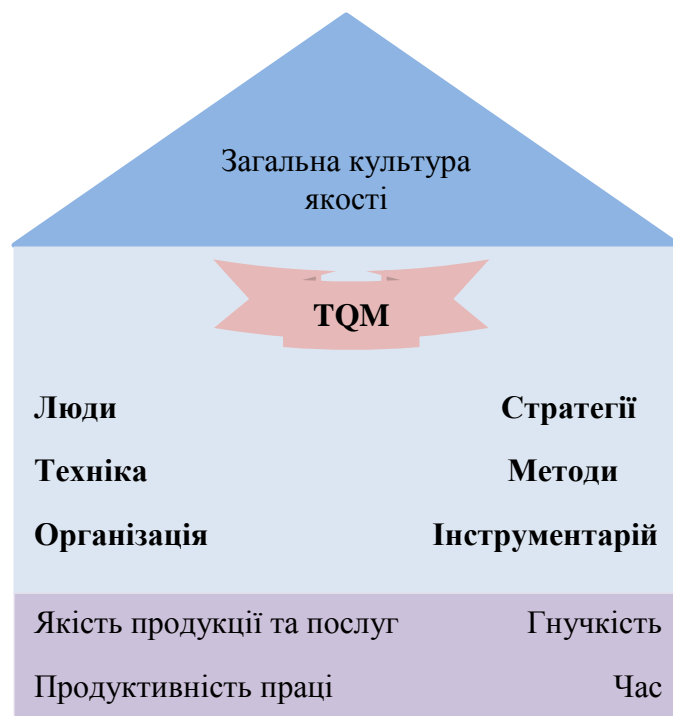 Загальна культура
якості
TQM
Люди Стратегії
Техніка Методи
Організація Інструментарій
Якість продукції та послуг Гнучкість
Продуктивність праці Час